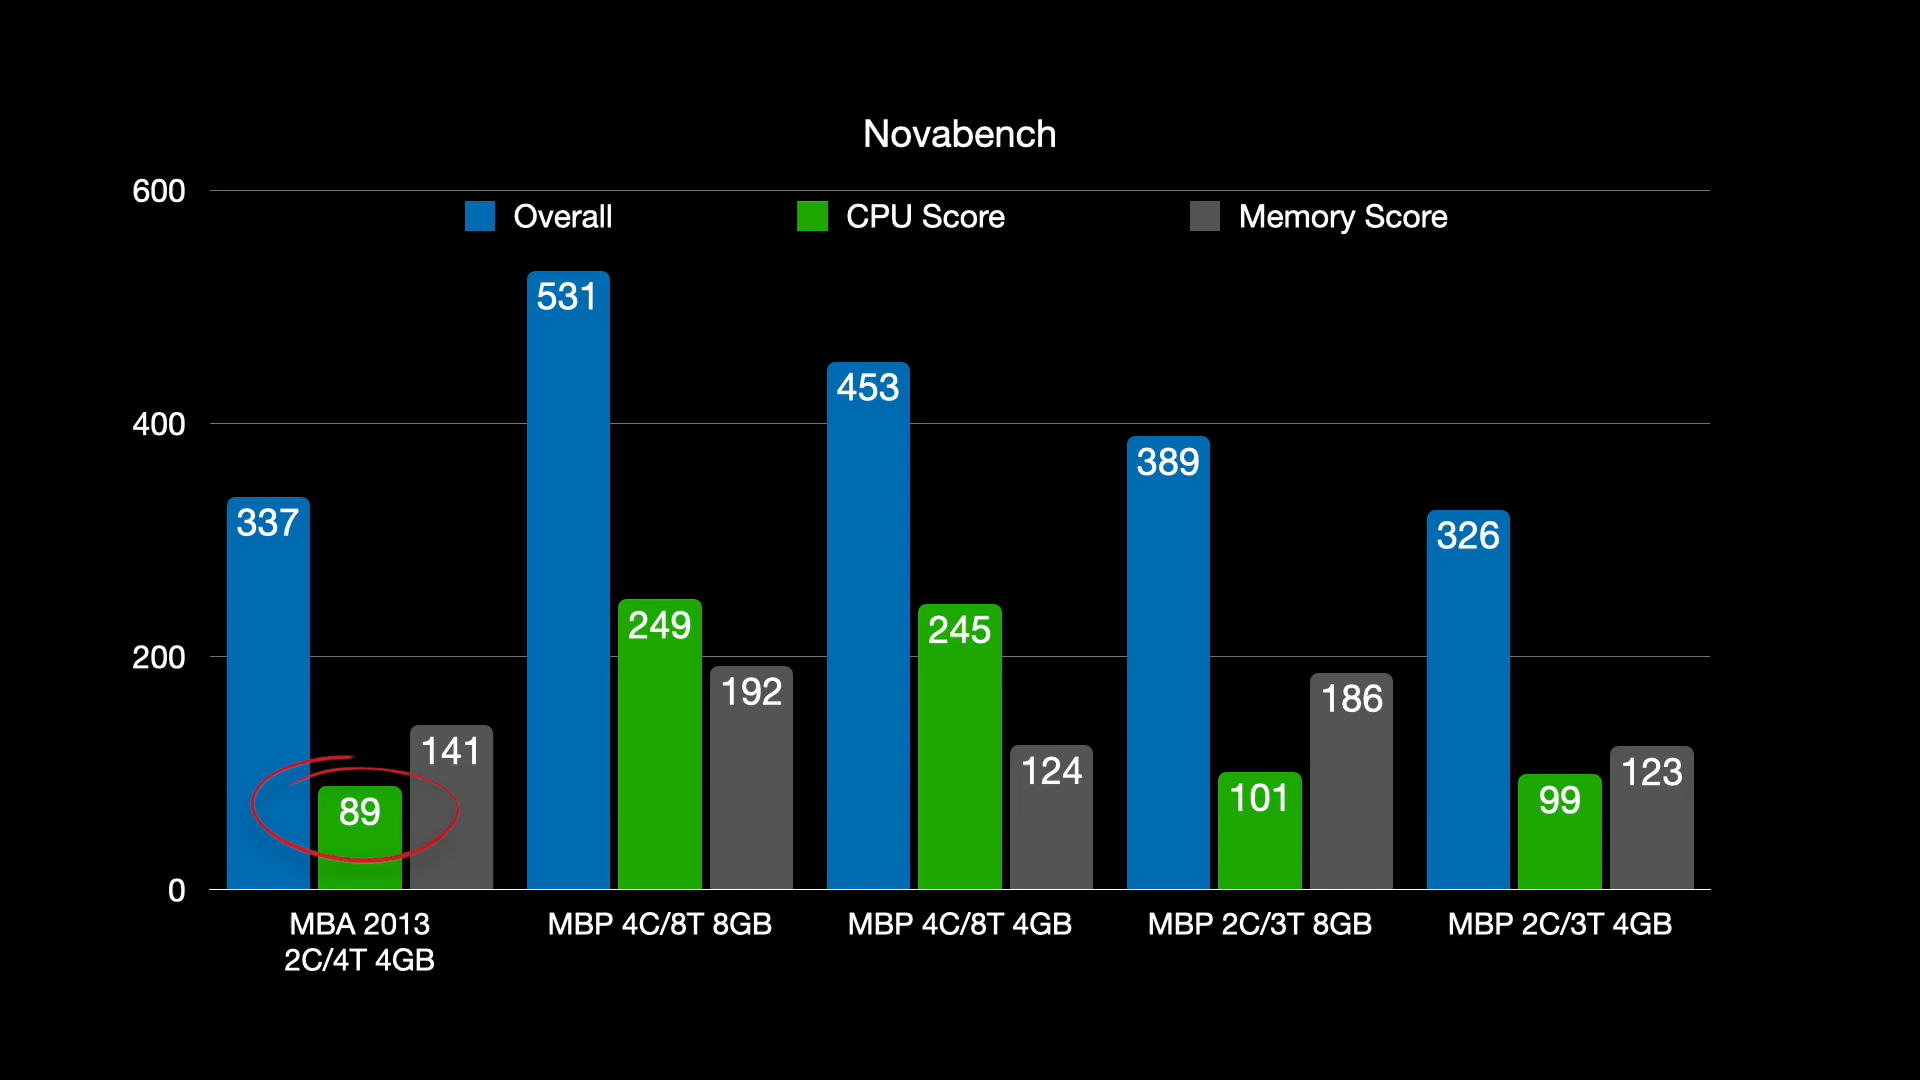 Novabench
600
Overall
CPU Score
Memory Score
531
453
400
389
337
326
249
245
200
192
186
141
124
123
101
99
89
0
MBA 2013
2C/4T 4GB
MBP 4C/8T 8GB
MBP 4C/8T 4GB
MBP 2C/3T 8GB
MBP 2C/3T 4GB